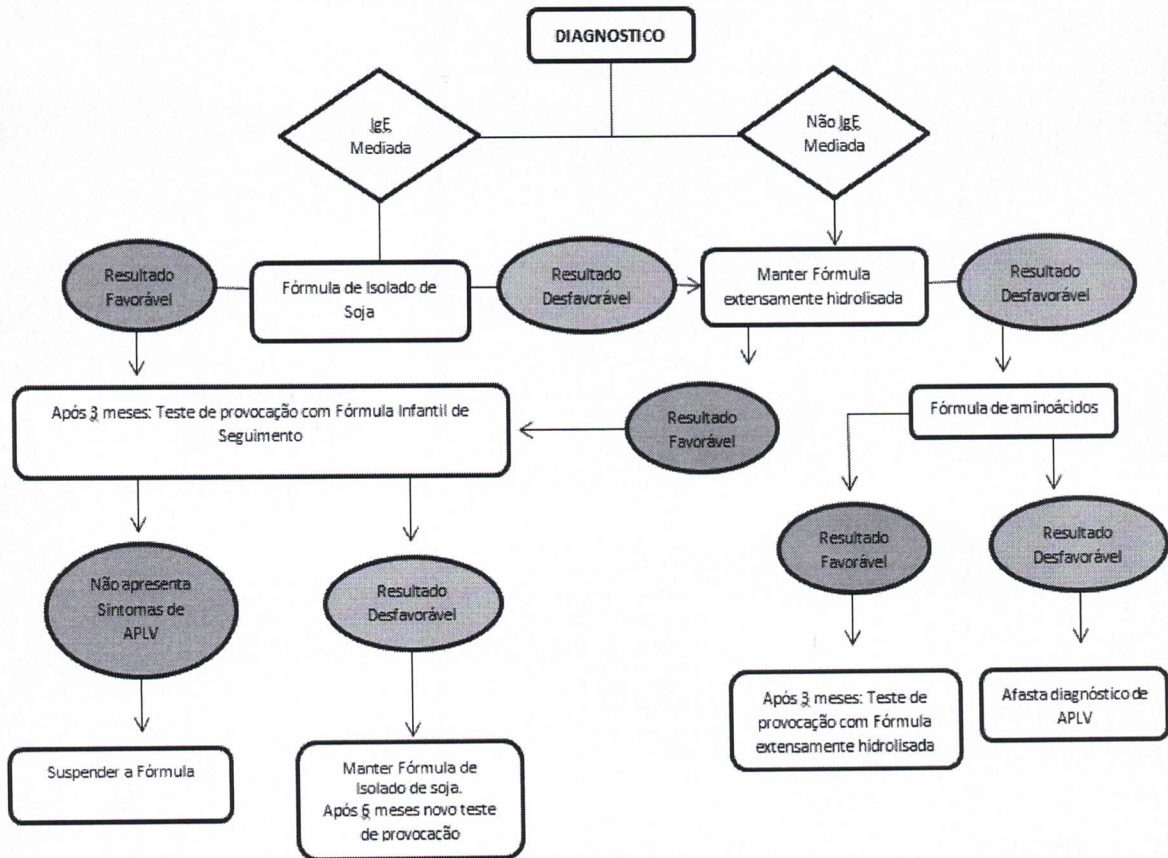 DIAGNOSTICO
IgE
Mediada
Não IgE
Mediada
Resultado
Favorável
Fórmula de Isolado de
Soja
Resultado
Desfavorável
Manter Fórmula
extensamente hidrolisada
Resultado
Desfavorável
Após 3 meses: Teste de provocação com Fórmula Infantil de
Seguimento
Resultado
Favorável
Fórmula de aminoácidos
Não apresenta
Sintomas de
APLV
Resultado
Desfavorável
Resultado
Favorável
Resultado
Desfavorável
Suspender a Fórmula
Manter Fórmula de
Isolado de soja.
Após 6 meses novo teste
de provocação
Após 3 meses: Teste de
provocação com Fórmula
extensamente hidrolisada
Afasta diagnóstico de
APLV